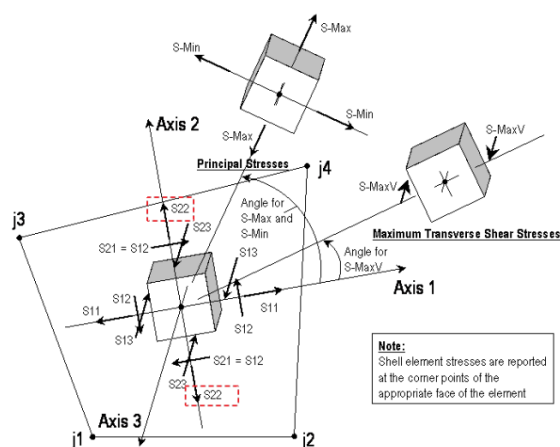 S-Max
S-Min
S-Min
S-Max
Principal Stresses
S-MaxV
S-MaxV
Maximum Transverse Shear Stresses
Axis 2
j4
j3
S22
S23
S21 = S12
Angle for
S-Max and
S-Min
Angle for
S-MaxV
S13
Axis 1
S12
S11
S11
S13
S12
S21 = S12
S23
S22
Axis 3
j1
j2
Note:
Shell element stresses are reported
at the corner points of the
appropriate face of the element